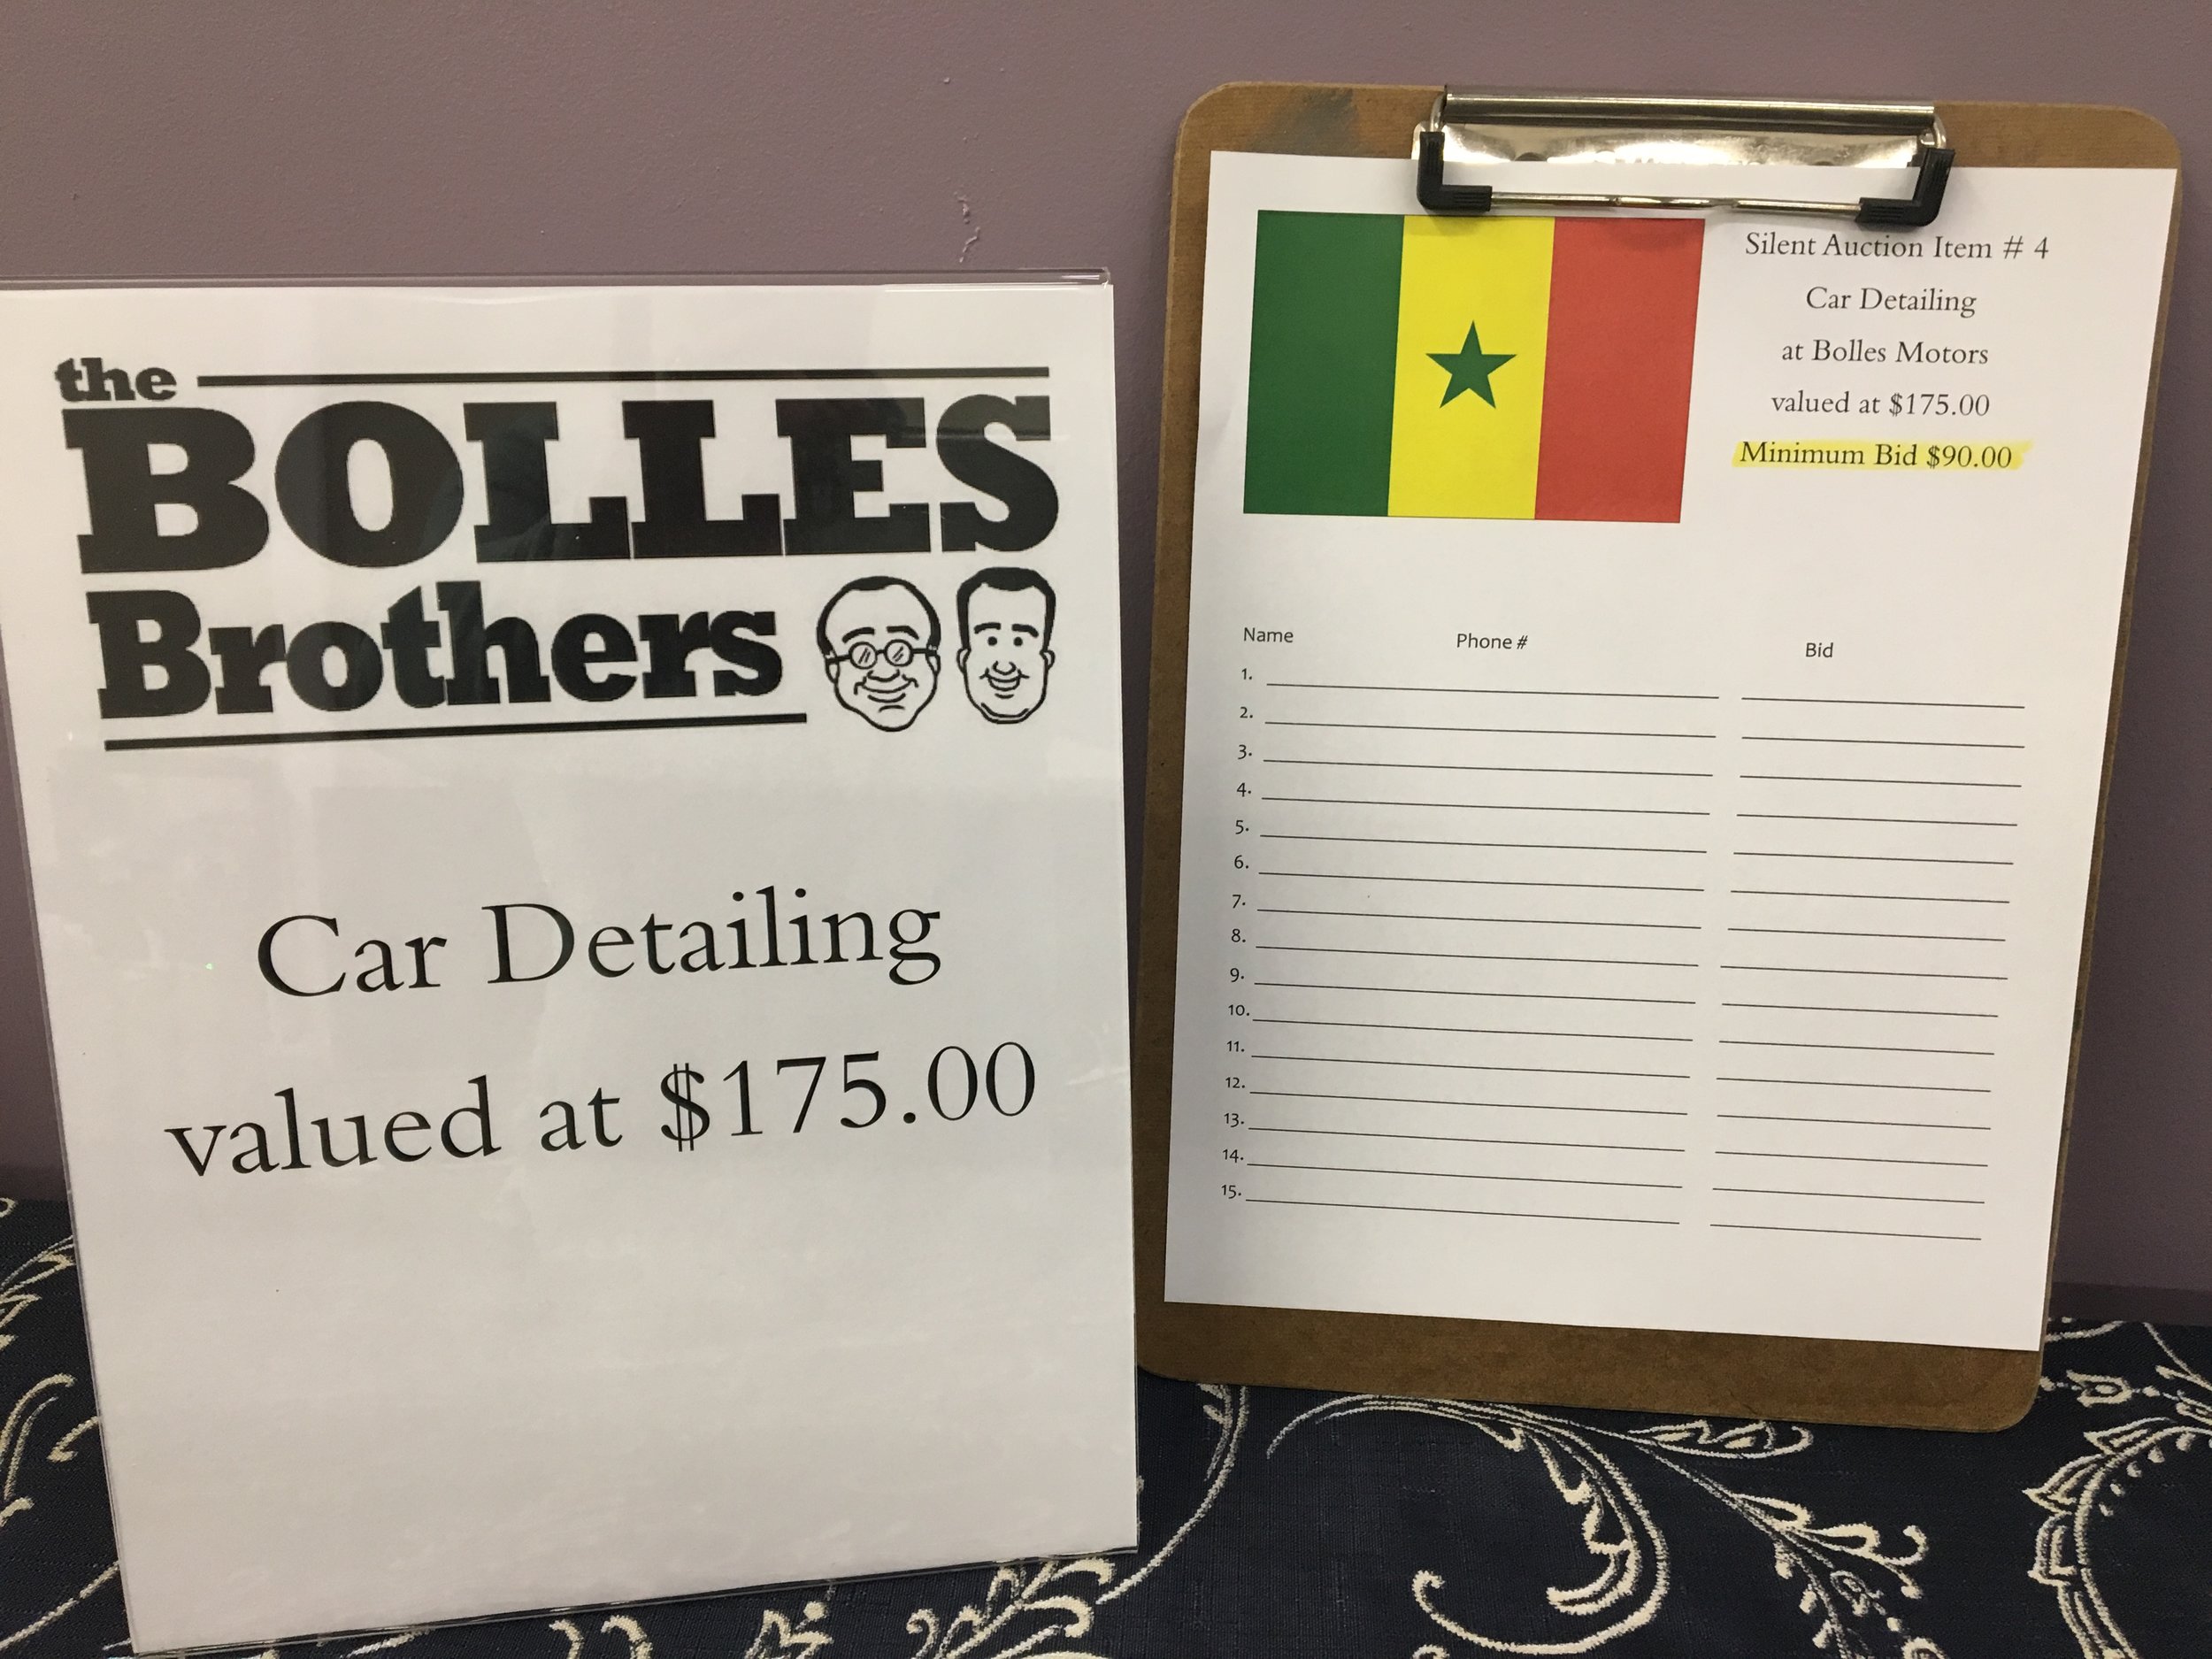 the
BOLLES
Brothers
Car Detailing
valued at $175.00
Silent Auction Item # 4
Car Detailing
at Bolles Motors
valued at $175.00
Minimum Bid $90.00
Name Phone # Bid
1.
2.
3.
4.
5.
6.
7.
8.
9.
10.
11.
12.
13.
14.
15.